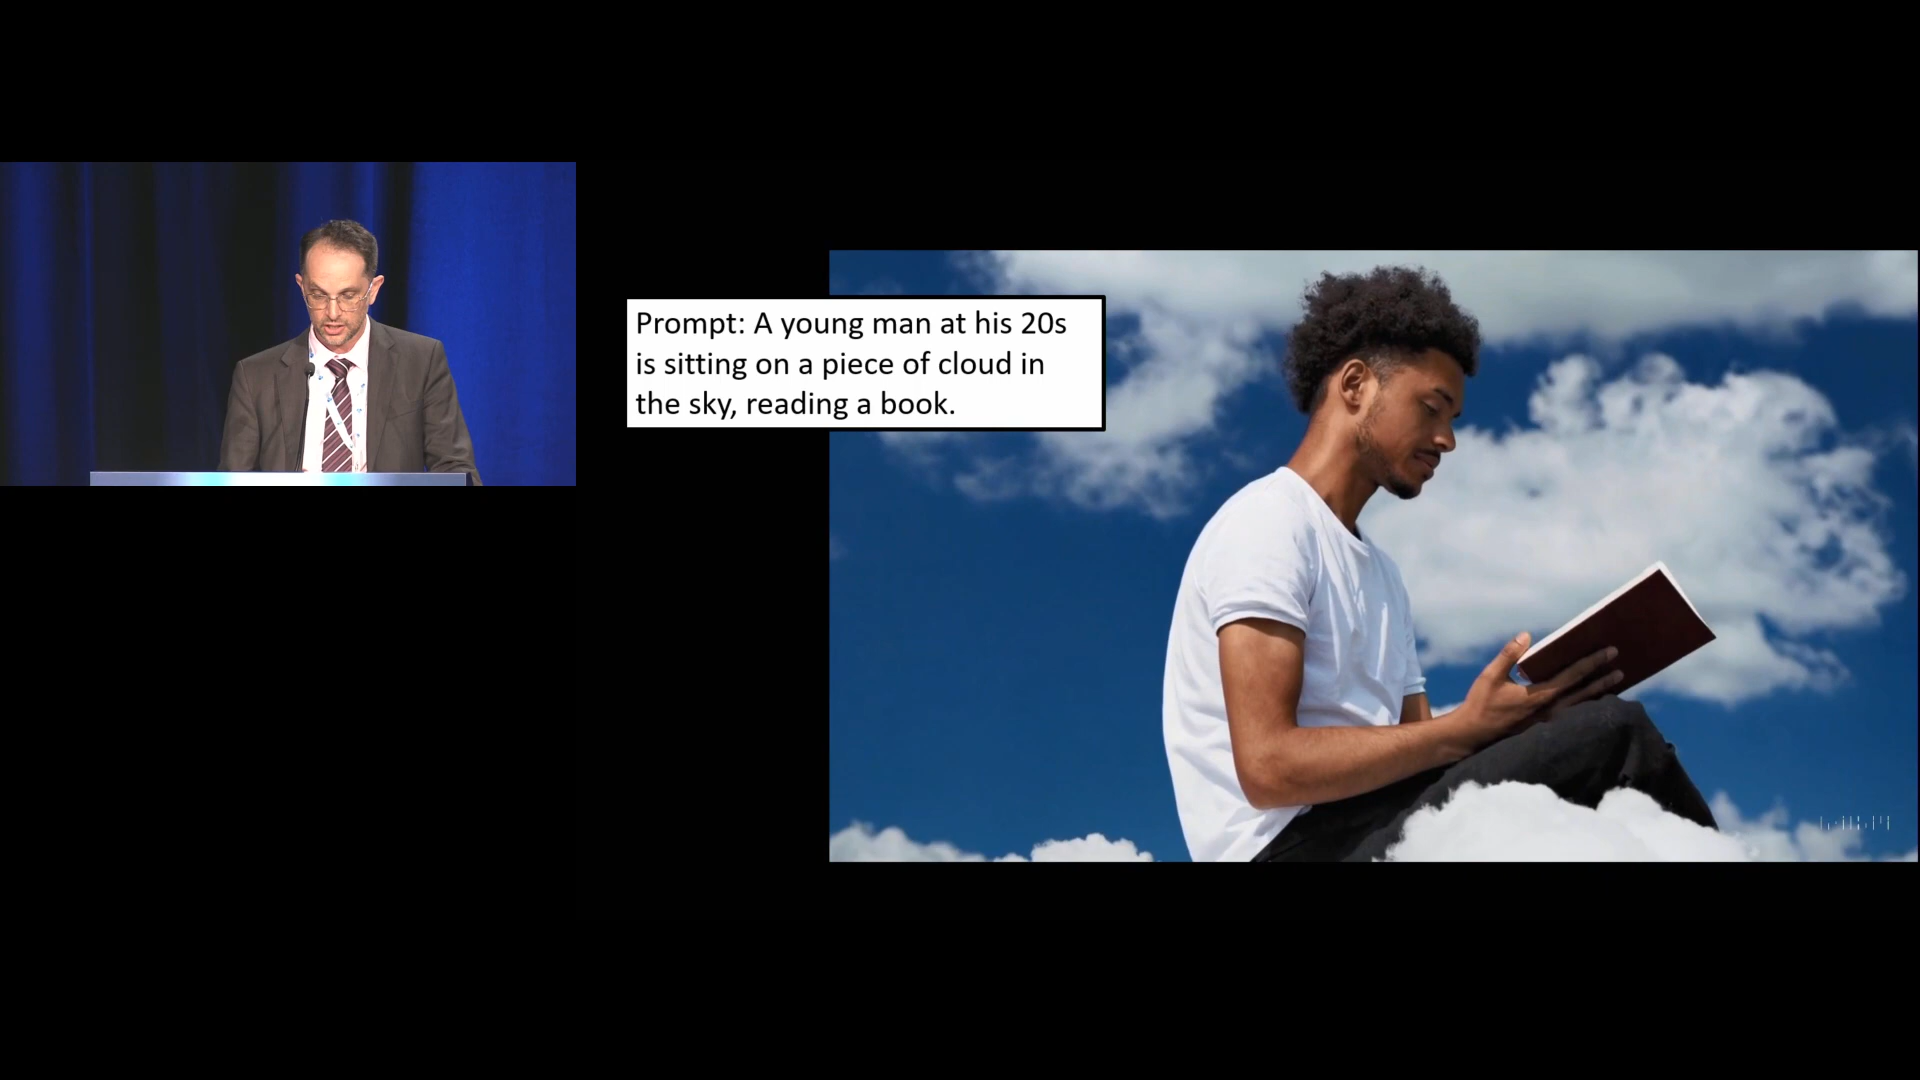 Prompt: A young man at his 20s
is sitting on a piece of cloud in
the sky, reading a book.